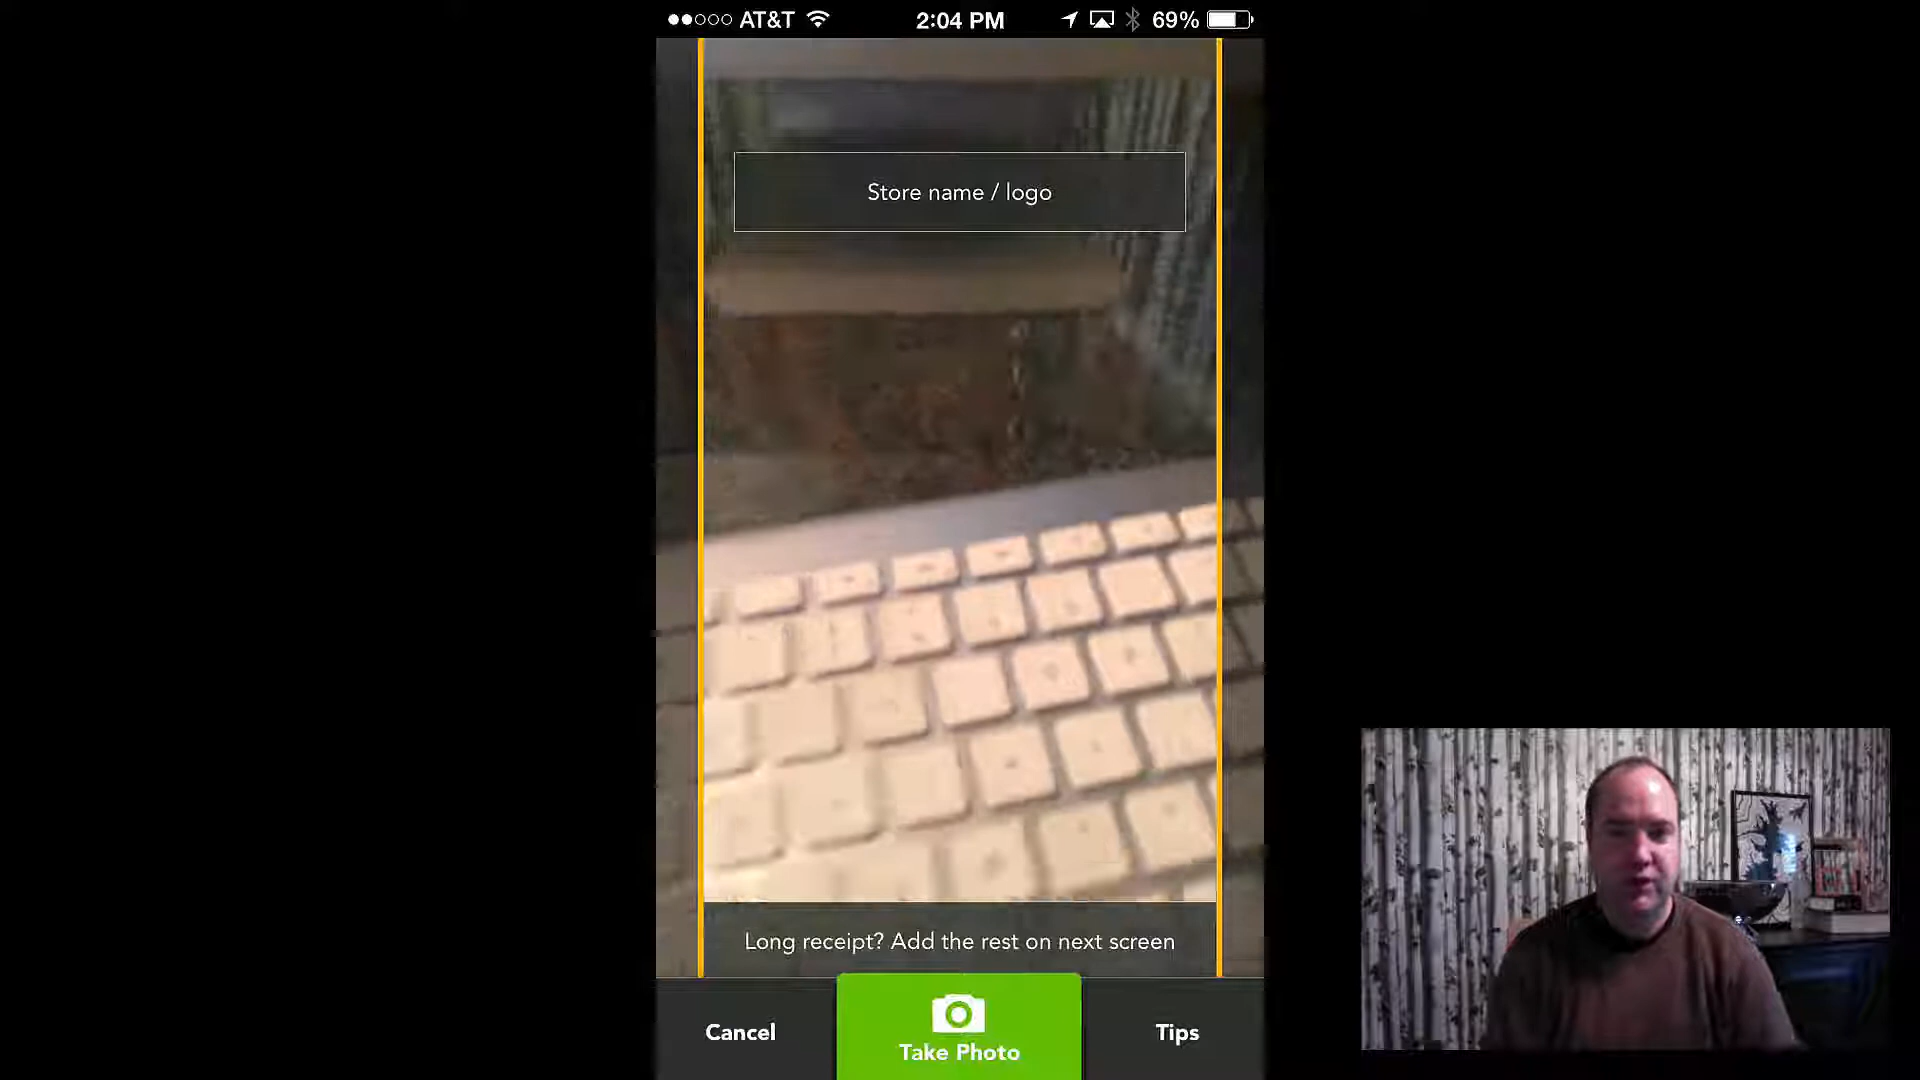 AT&T 2:04 PM 69%
Store name / logo
Long receipt? Add the rest on next screen
Cancel
Take Photo
Tips